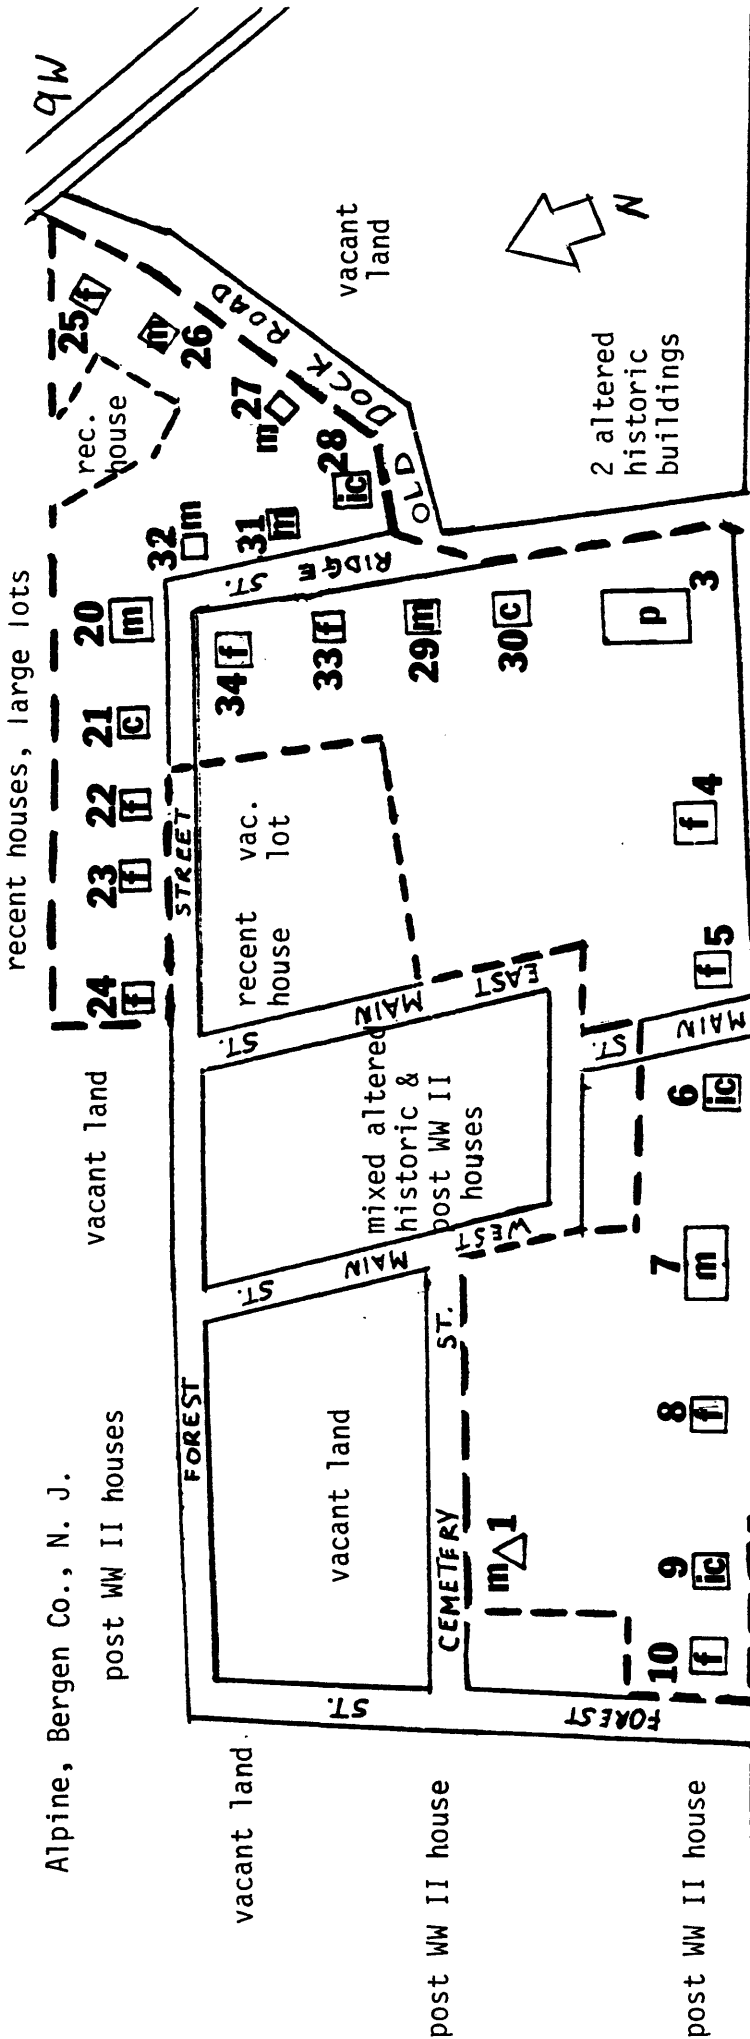 Alpine, Bergen Co., N. J.
post WW II houses
vacant land
recent houses, large lots
9W
24
f
23
f
22
f
21
c
20
m
rec.
house
25
f
26
m
27
m
32
m
31
m
28
ic
OLD DOCK ROAD
vacant
land
N
2 altered
historic
buildings
FOREST
STREET
RIDGE
ST.
34
f
33
f
29
m
30
c
p
3
recent
house
vac.
lot
EAST MAIN ST.
mixed altered
historic &
post WW II
houses
WEST MAIN ST.
vacant land
CEMETERY ST.
m
1
vacant land
FOREST ST.
post WW II house
post WW II house
10
f
9
ic
8
f
7
m
6
ic
MAIN ST.
f
5
f
4